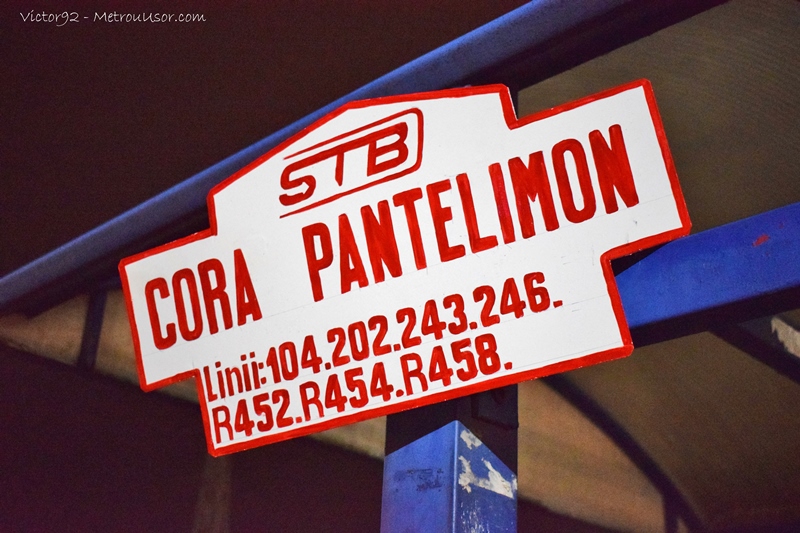 Victor92 - MetrouUsor.com
STB
CORA PANTELIMON
Linii:104.202.243.246.
R452.R454.R458.